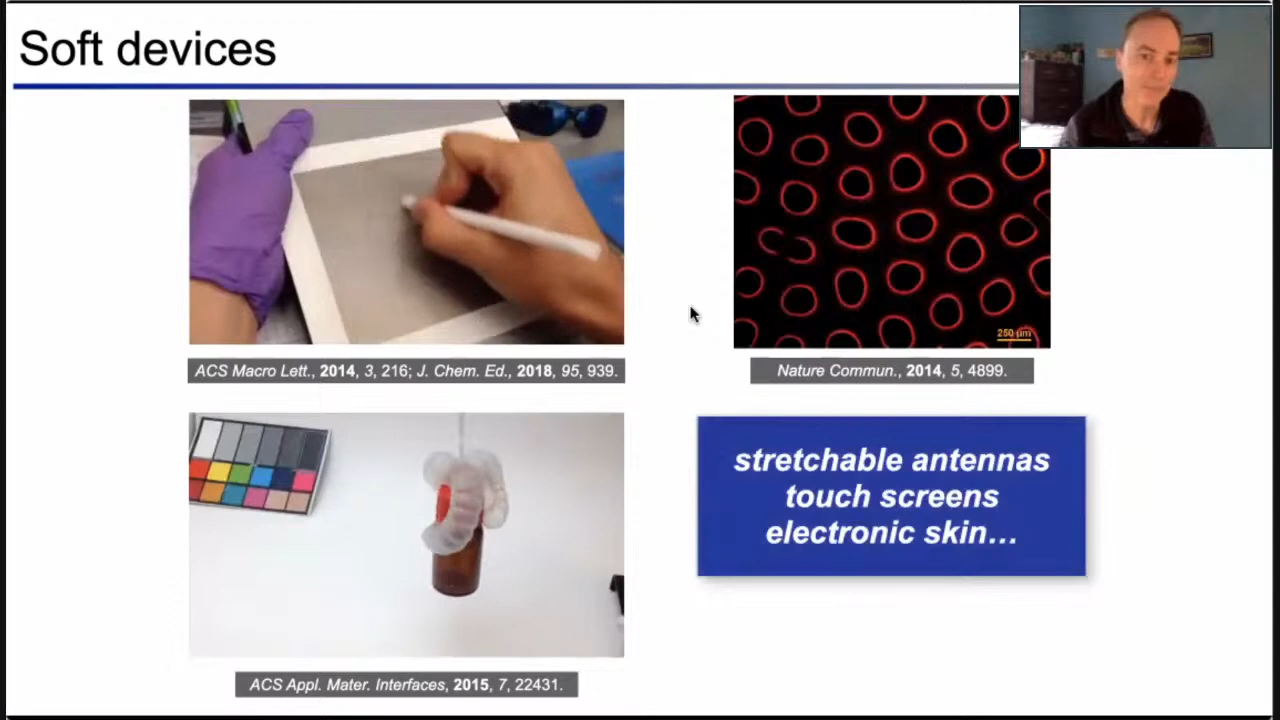 Soft devices
250 µm
ACS Macro Lett., 2014, 3, 216; J. Chem. Ed., 2018, 95, 939.
Nature Commun., 2014, 5, 4899.
stretchable antennas
touch screens
electronic skin…
ACS Appl. Mater. Interfaces, 2015, 7, 22431.